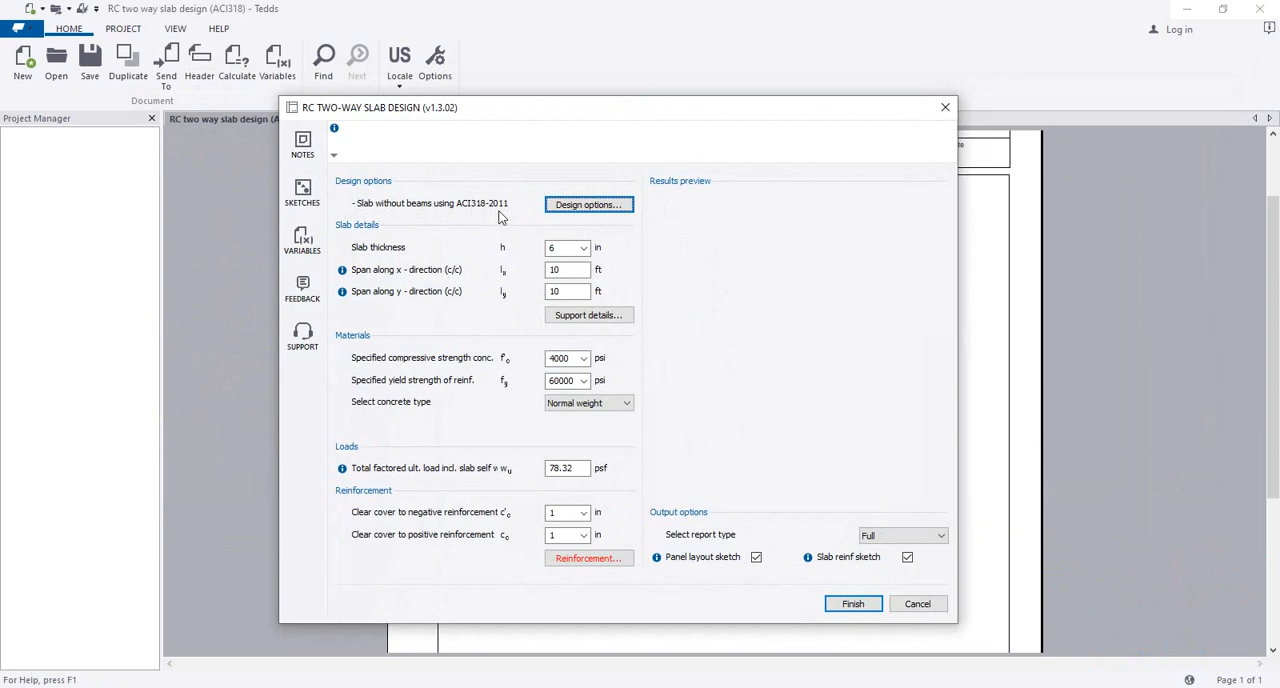 RC two way slab design (ACI318) - Tedds
HOME PROJECT VIEW HELP
Log in
New Open Save Duplicate Send To Header Calculate Variables Find Next US Locale Options
Document
Project Manager
RC two way slab design (A
RC TWO-WAY SLAB DESIGN (v1.3.02)
NOTES
SKETCHES
VARIABLES
FEEDBACK
SUPPORT
Design options
- Slab without beams using ACI318-2011 Design options...
Slab details
Slab thickness h 6 in
Span along x - direction (c/c) lx 10 ft
Span along y - direction (c/c) ly 10 ft
Support details...
Materials
Specified compressive strength conc. f'c 4000 psi
Specified yield strength of reinf. fy 60000 psi
Select concrete type Normal weight
Loads
Total factored ult. load incl. slab self w wu 78.32 psf
Reinforcement
Clear cover to negative reinforcement c'c 1 in
Clear cover to positive reinforcement cc 1 in
Reinforcement...
Results preview
Output options
Select report type Full
Panel layout sketch Slab reinf sketch
Finish Cancel
For Help, press F1
Page 1 of 1